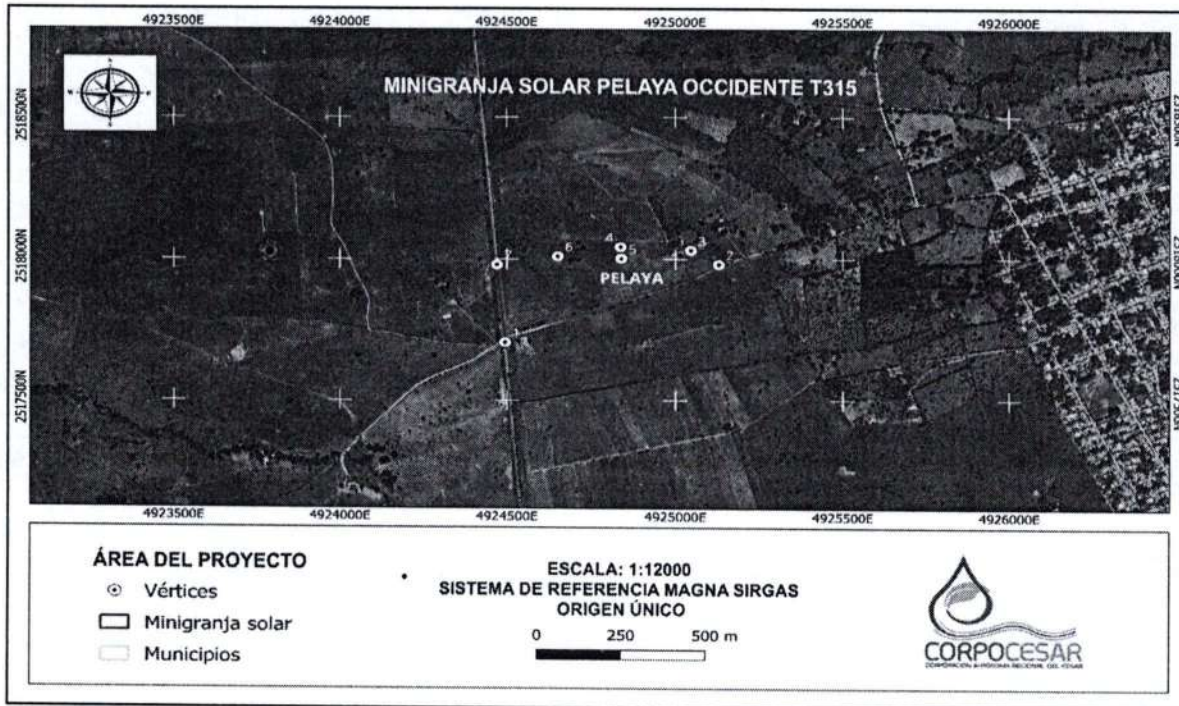 4923500E 4924000E 4924500E 4925000E 4925500E 4926000E
MINIGRANJA SOLAR PELAYA OCCIDENTE T315
2518500N
2518000N
2517500N
4 5 6 3 2
PELAYA
4923500E 4924000E 4924500E 4925000E 4925500E 4926000E
ÁREA DEL PROYECTO
Vértices
Minigranja solar
Municipios
ESCALA: 1:12000
SISTEMA DE REFERENCIA MAGNA SIRGAS
ORIGEN ÚNICO
0 250 500 m
CORPOCESAR